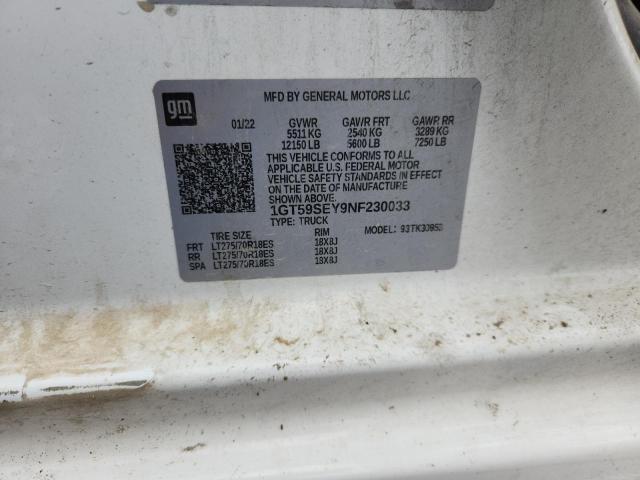 gm
MFD BY GENERAL MOTORS LLC
01/22 GVWR GAWR FRT GAWR RR
5511 KG 2540 KG 3289 KG
12150 LB 5600 LB 7250 LB
THIS VEHICLE CONFORMS TO ALL
APPLICABLE U.S. FEDERAL MOTOR
VEHICLE SAFETY STANDARDS IN EFFECT
ON THE DATE OF MANUFACTURE
SHOWN ABOVE.
1GT59SEY9NF230033
TYPE: TRUCK
TIRE SIZE RIM MODEL:
FRT LT275/70R18ES 18X8J
RR LT275/70R18ES 18X8J
SPA LT275/70R18ES 18X8J